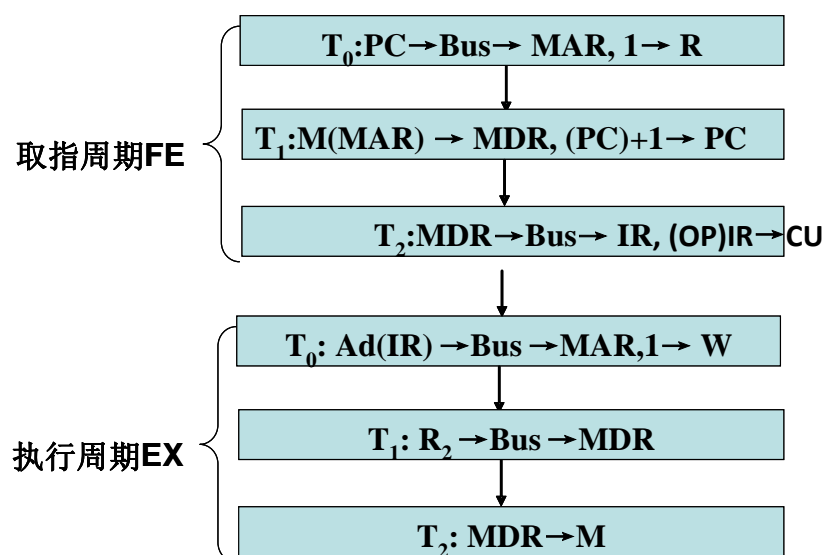 T₀:PC→Bus→ MAR, 1→ R
取指周期FE
T₁:M(MAR) → MDR, (PC)+1→ PC
T₂:MDR→Bus→ IR, (OP)IR→CU
T₀: Ad(IR) →Bus →MAR,1→ W
执行周期EX
T₁: R₂ →Bus →MDR
T₂: MDR→M